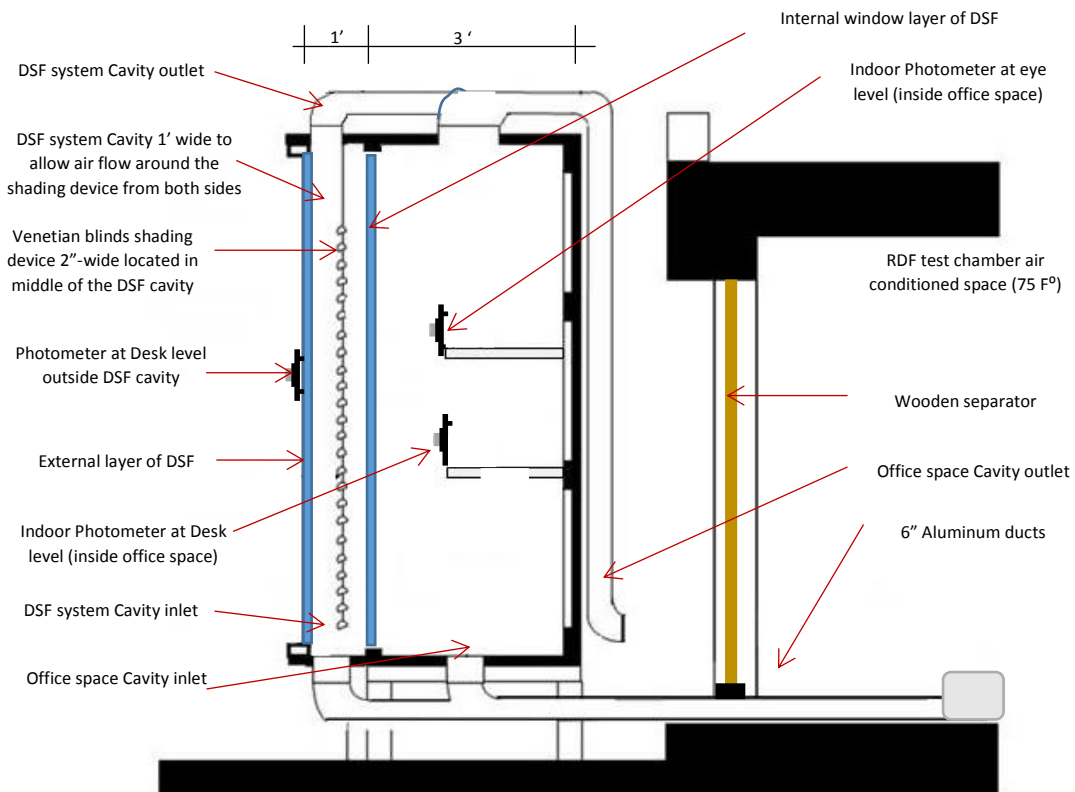 1’
3 ‘
DSF system Cavity outlet
DSF system Cavity 1’ wide to
allow air flow around the
shading device from both sides
Venetian blinds shading
device 2”-wide located in
middle of the DSF cavity
Photometer at Desk level
outside DSF cavity
External layer of DSF
Indoor Photometer at Desk
level (inside office space)
DSF system Cavity inlet
Office space Cavity inlet
Internal window layer of DSF
Indoor Photometer at eye
level (inside office space)
RDF test chamber air
conditioned space (75 Fº)
Wooden separator
Office space Cavity outlet
6” Aluminum ducts